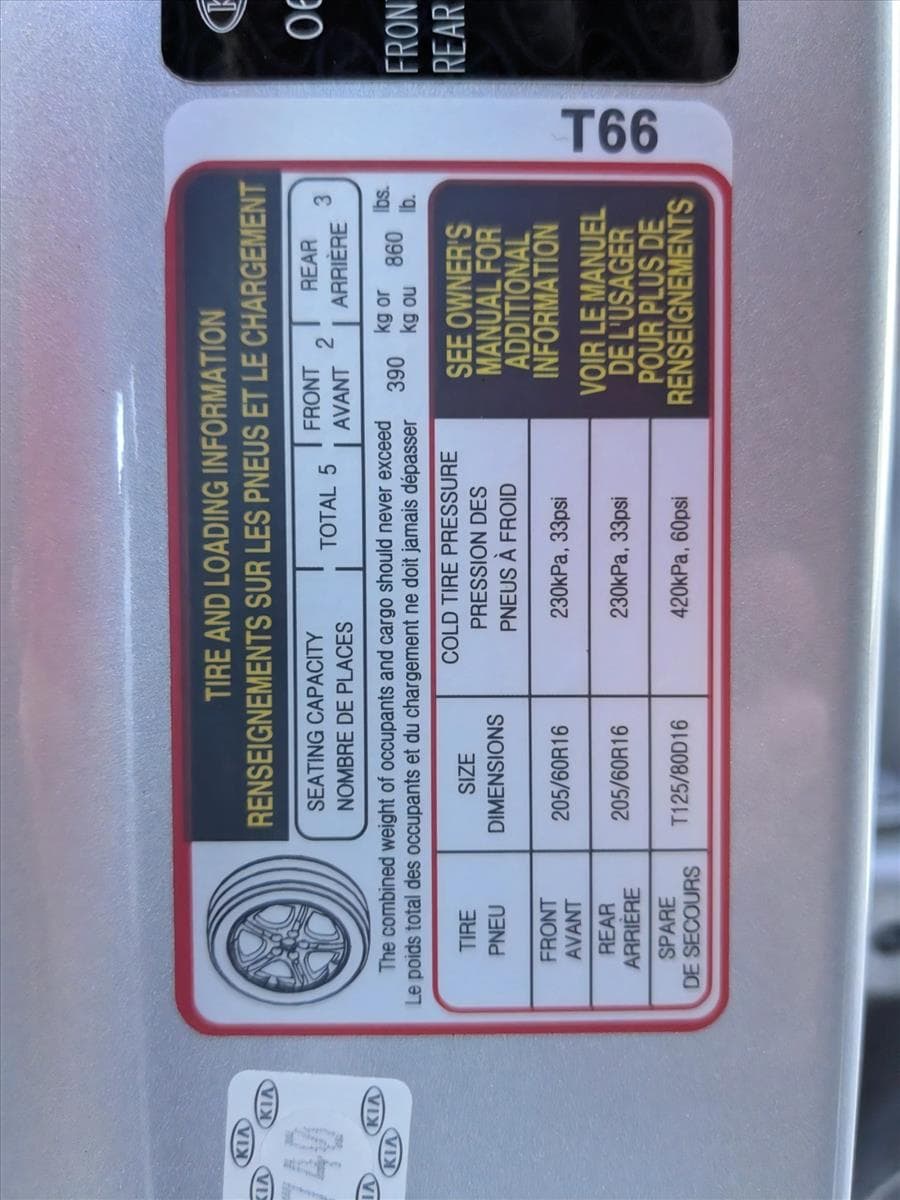 TIRE AND LOADING INFORMATION
RENSEIGNEMENTS SUR LES PNEUS ET LE CHARGEMENT
SEATING CAPACITY
NOMBRE DE PLACES
TOTAL 5
FRONT
AVANT
2
REAR
ARRIÈRE
3
The combined weight of occupants and cargo should never exceed 390 kg or 860 lbs.
Le poids total des occupants et du chargement ne doit jamais dépasser kg ou lb.
TIRE
PNEU
SIZE
DIMENSIONS
COLD TIRE PRESSURE
PRESSION DES
PNEUS À FROID
FRONT
AVANT
205/60R16
230kPa, 33psi
REAR
ARRIÈRE
205/60R16
230kPa, 33psi
SPARE
DE SECOURS
T125/80D16
420kPa, 60psi
SEE OWNER'S
MANUAL FOR
ADDITIONAL
INFORMATION
VOIR LE MANUEL
DE L'USAGER
POUR PLUS DE
RENSEIGNEMENTS
T66
FRON
REAR
KIA
KIA
KIA
KIA